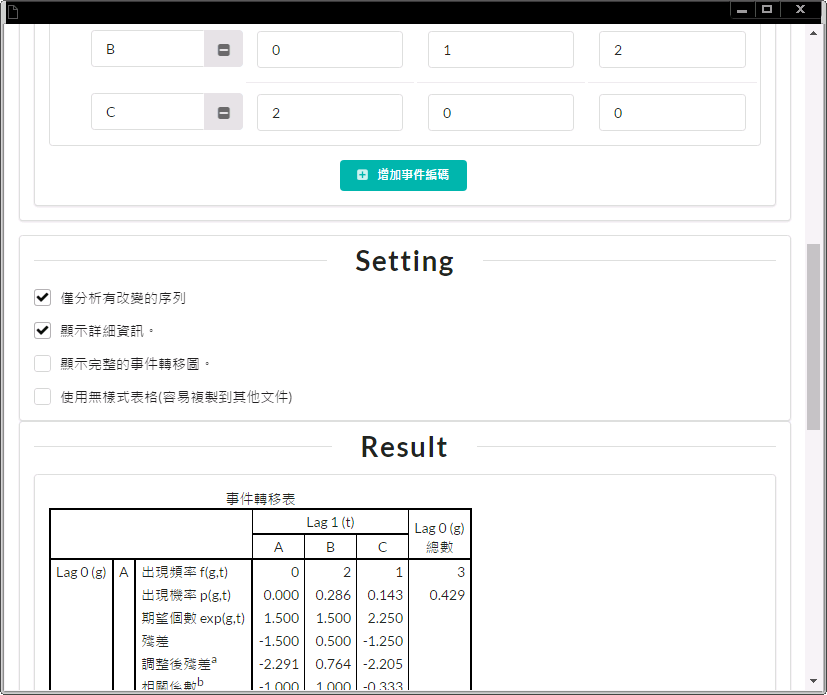 B 0 1 2
C 2 0 0
增加事件編碼
Setting
僅分析有改變的序列
顯示詳細資訊。
顯示完整的事件轉移圖。
使用無樣式表格(容易複製到其他文件)
Result
事件轉移表
Lag 1 (t) Lag 0 (g)
總數
A B C
Lag 0 (g) A 出現頻率 f(g,t) 0 2 1 3
出現機率 p(g,t) 0.000 0.286 0.143 0.429
期望個數 exp(g,t) 1.500 1.500 2.250
殘差 -1.500 0.500 -1.250
調整後殘差a -2.291 0.764 -2.205
相關係數b -1.000 1.000 -0.333